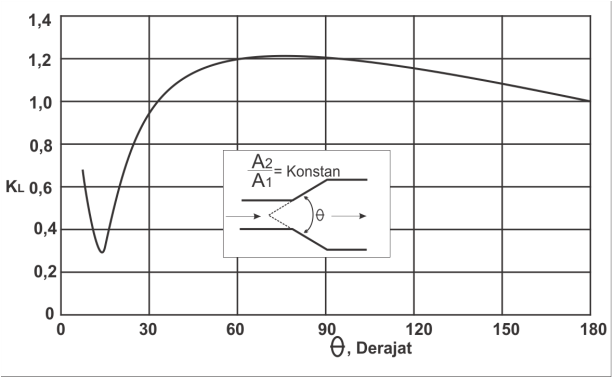 1,4
1,2
1,0
0,8
0,6
0,4
0,2
0
KL
A2
A1
= Konstan
θ
0
30
60
90
120
150
180
θ, Derajat